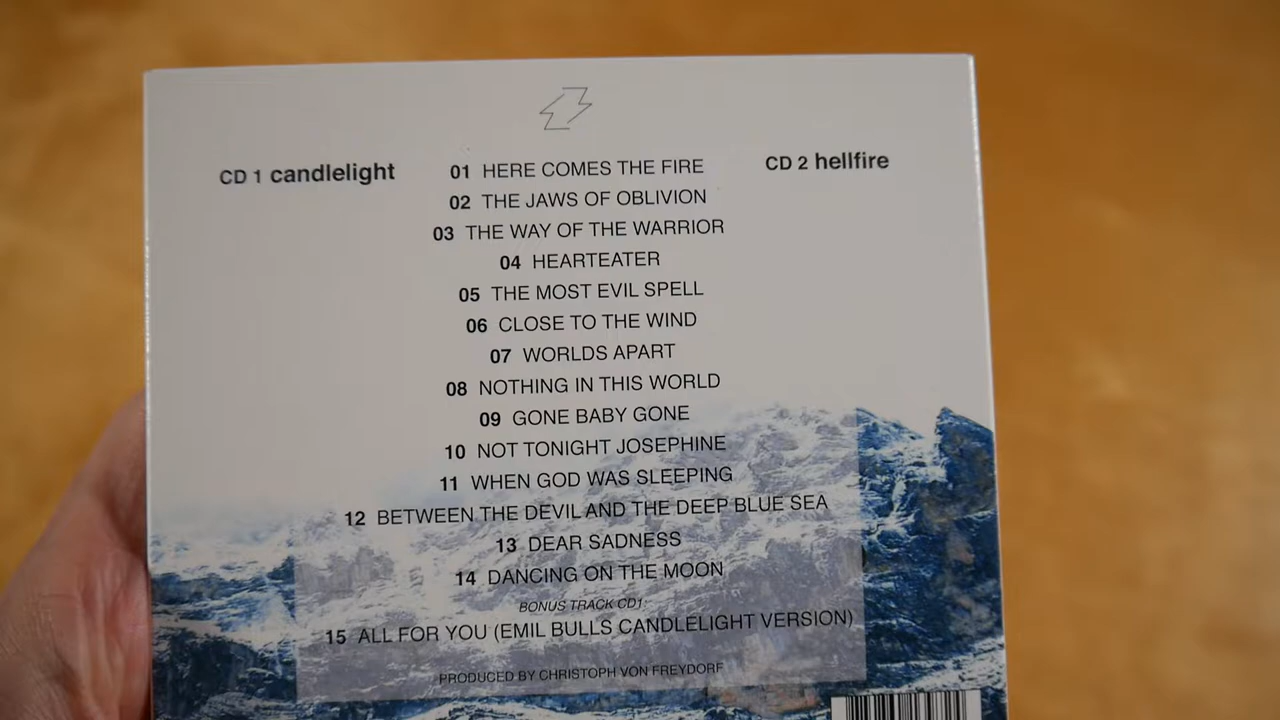 CD 1 candlelight
CD 2 hellfire
01 HERE COMES THE FIRE
02 THE JAWS OF OBLIVION
03 THE WAY OF THE WARRIOR
04 HEARTEATER
05 THE MOST EVIL SPELL
06 CLOSE TO THE WIND
07 WORLDS APART
08 NOTHING IN THIS WORLD
09 GONE BABY GONE
10 NOT TONIGHT JOSEPHINE
11 WHEN GOD WAS SLEEPING
12 BETWEEN THE DEVIL AND THE DEEP BLUE SEA
13 DEAR SADNESS
14 DANCING ON THE MOON
BONUS TRACK CD1:
15 ALL FOR YOU (EMIL BULLS CANDLELIGHT VERSION)
PRODUCED BY CHRISTOPH VON FREYDORF